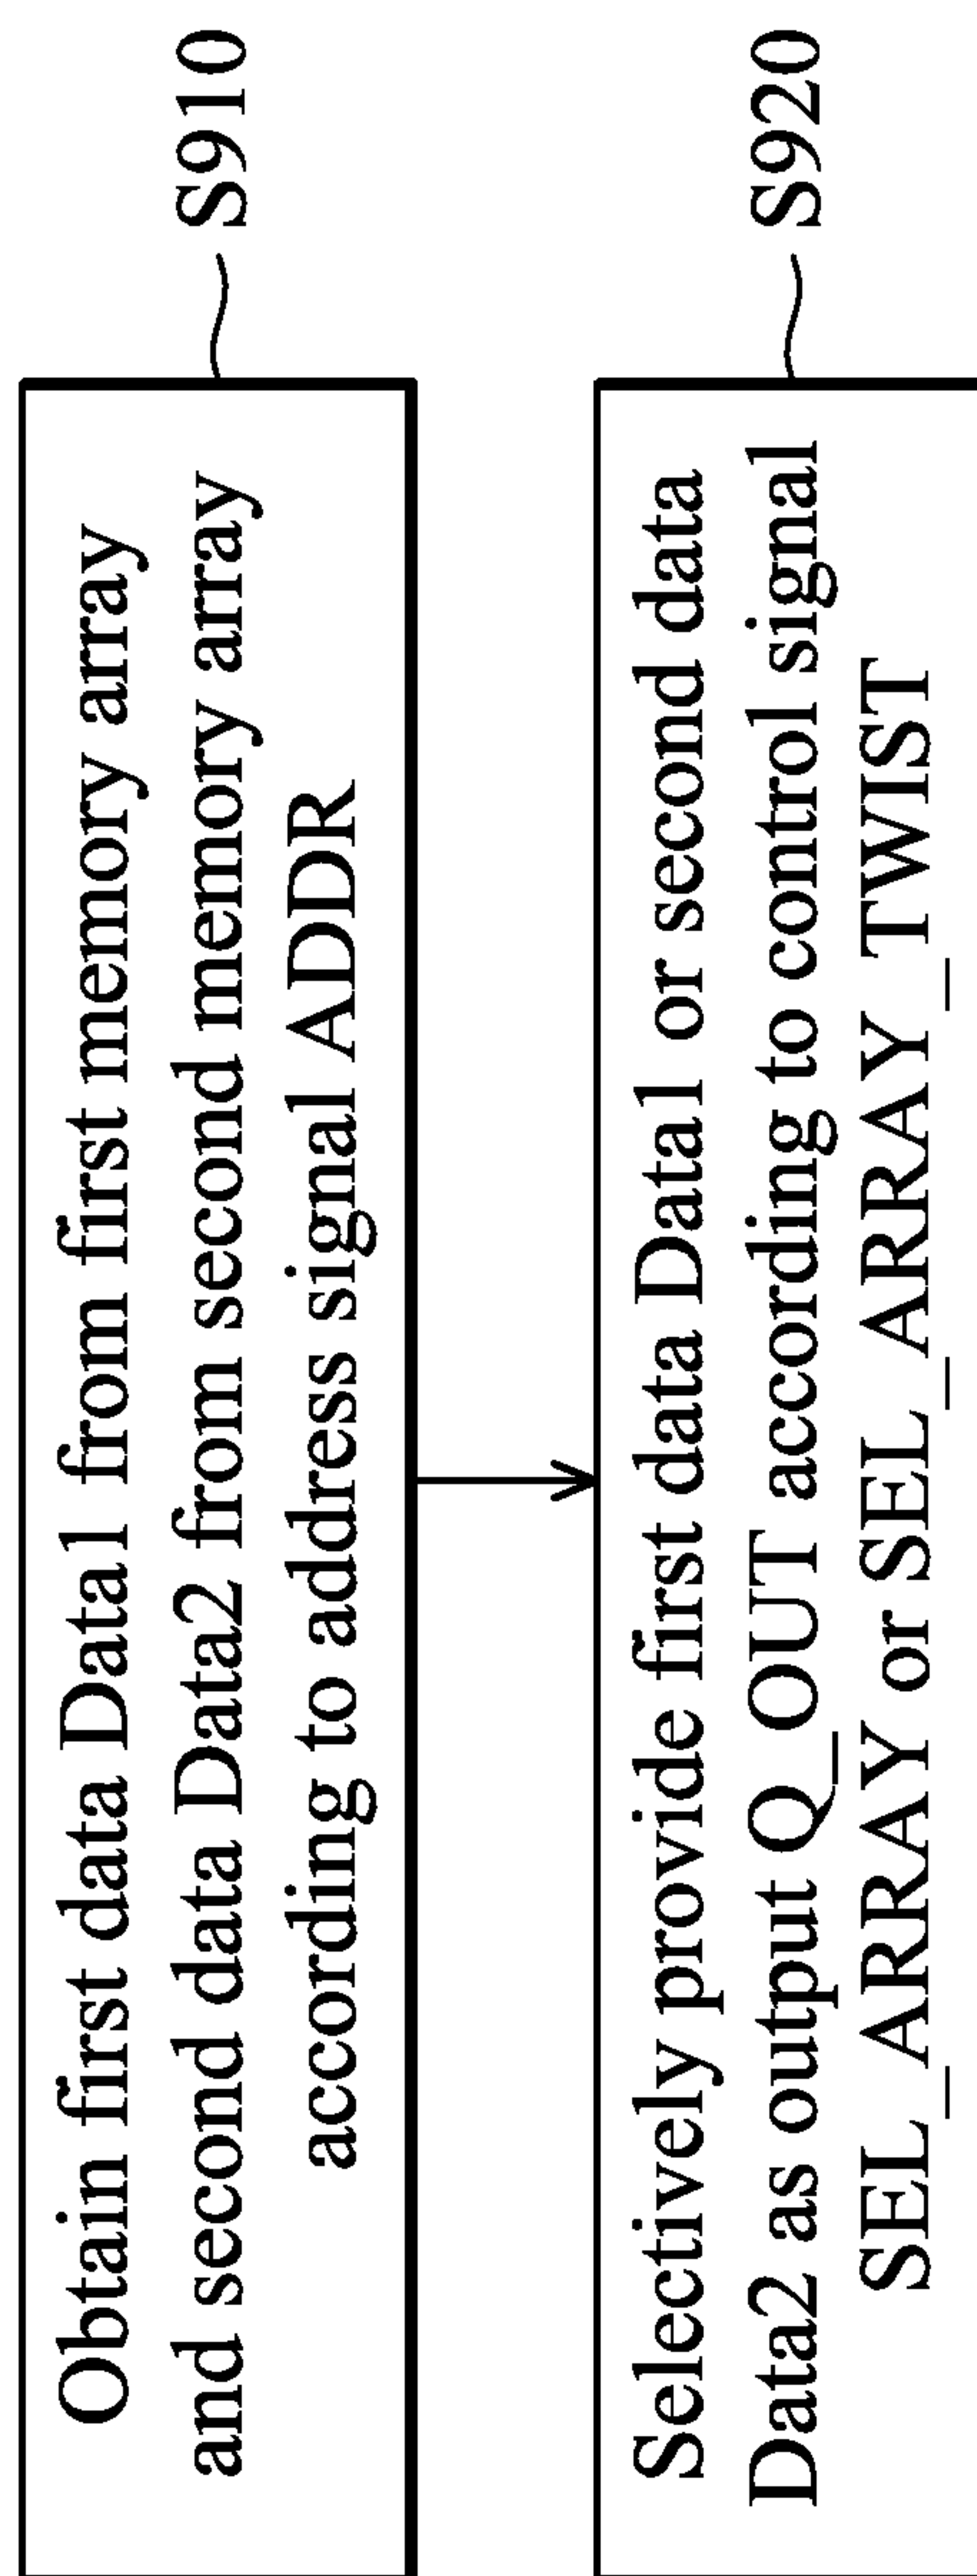 Obtain first data Data1 from first memory array
and second data Data2 from second memory array
according to address signal ADDR
S910
Selectively provide first data Data1 or second data
Data2 as output Q_OUT according to control signal
SEL_ARRAY or SEL_ARRAY_TWIST
S920